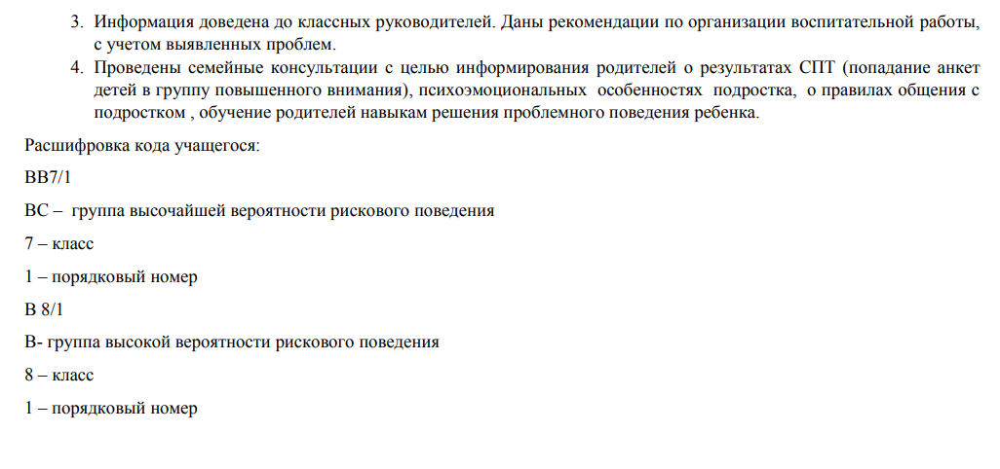 3. Информация доведена до классных руководителей. Даны рекомендации по организации воспитательной работы,
с учетом выявленных проблем.
4. Проведены семейные консультации с целью информирования родителей о результатах СПТ (попадание анкет
детей в группу повышенного внимания), психоэмоциональных особенностях подростка, о правилах общения с
подростком , обучение родителей навыкам решения проблемного поведения ребенка.
Расшифровка кода учащегося:
ВВ7/1
ВС – группа высочайшей вероятности рискового поведения
7 – класс
1 – порядковый номер
В 8/1
В- группа высокой вероятности рискового поведения
8 – класс
1 – порядковый номер